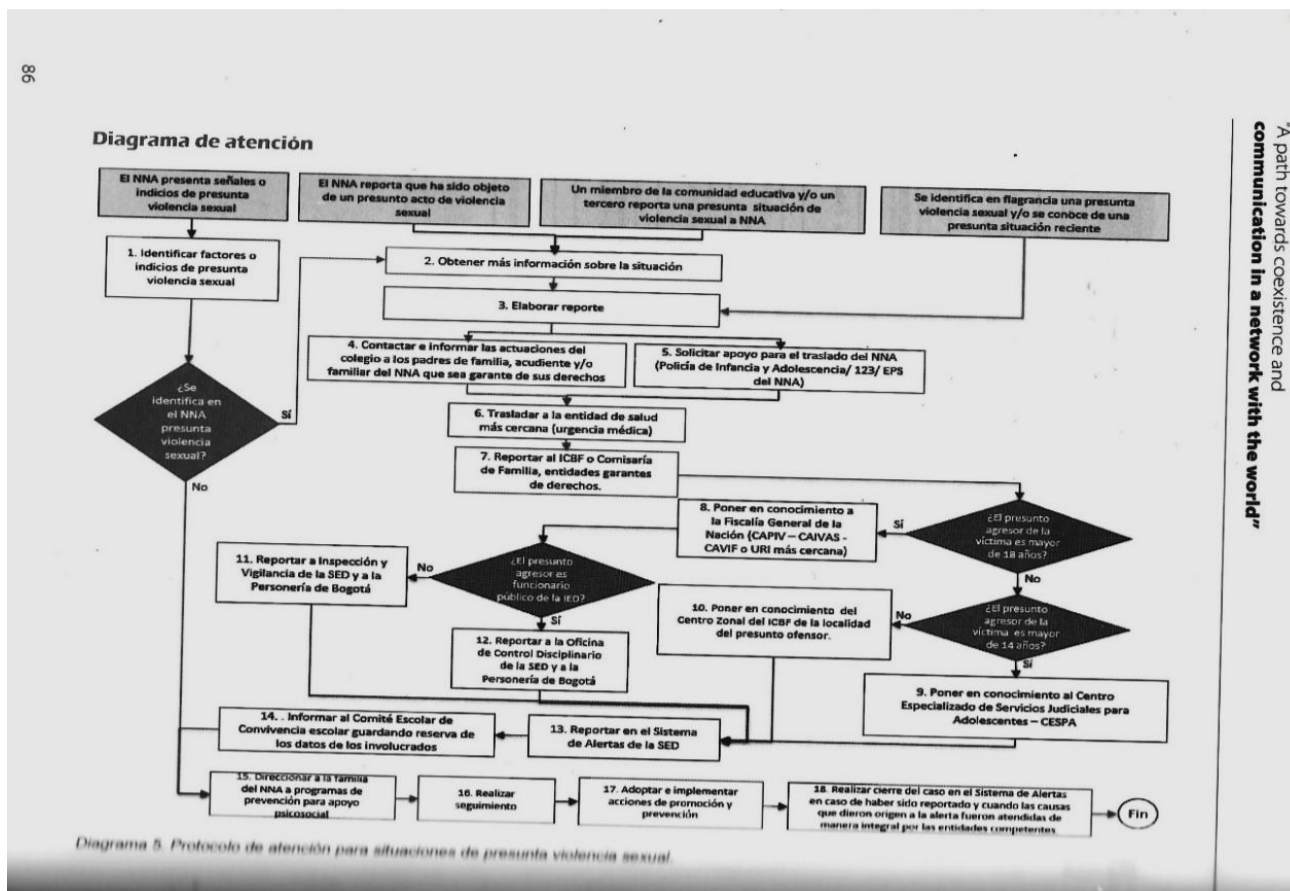 86
"A path towards coexistence and
communication in a network with the world"
Diagrama de atención
El NNA presenta señales o
indicios de presunta
violencia sexual
El NNA reporta que ha sido objeto
de un presunto acto de violencia
sexual
Un miembro de la comunidad educativa y/o un
tercero reporta una presunta situación de
violencia sexual a NNA
Se identifica en flagrancia una presunta
violencia sexual y/o se conoce de una
presunta situación reciente
1. Identificar factores o
indicios de presunta
violencia sexual
2. Obtener más información sobre la situación
3. Elaborar reporte
4. Contactar e informar las actuaciones del
colegio a los padres de familia, acudiente y/o
familiar del NNA que sea garante de sus derechos
5. Solicitar apoyo para el traslado del NNA
(Policía de Infancia y Adolescencia/ 123/ EPS
del NNA)
¿Se
identifica en
el NNA
presunta
violencia
sexual?
Sí
No
6. Trasladar a la entidad de salud
más cercana (urgencia médica)
7. Reportar al ICBF o Comisaría
de Familia, entidades garantes
de derechos.
8. Poner en conocimiento a
la Fiscalía General de la
Nación (CAPIV – CAIVAS -
CAVIF o URI más cercana)
Sí
¿El presunto
agresor de la
víctima es mayor
de 18 años?
No
11. Reportar a Inspección y
Vigilancia de la SED y a la
Personería de Bogotá
No
¿El presunto
agresor es
funcionario
público de la IED?
Sí
10. Poner en conocimiento del
Centro Zonal del ICBF de la localidad
del presunto ofensor.
No
¿El presunto
agresor de la
víctima es mayor
de 14 años?
Sí
12. Reportar a la Oficina
de Control Disciplinario
de la SED y a la
Personería de Bogotá
9. Poner en conocimiento al Centro
Especializado de Servicios Judiciales para
Adolescentes – CESPA
14. . Informar al Comité Escolar de
Convivencia escolar guardando reserva de
los datos de los involucrados
13. Reportar en el Sistema
de Alertas de la SED
15. Direccionar a la familia
del NNA a programas de
prevención para apoyo
psicosocial
16. Realizar
seguimiento
17. Adoptar e implementar
acciones de promoción y
prevención
18. Realizar cierre del caso en el Sistema de Alertas
en caso de haber sido reportado y cuando las causas
que dieron origen a la alerta fueron atendidas de
manera integral por las entidades competentes
Fin
Diagrama 5. Protocolo de atención para situaciones de presunta violencia sexual.